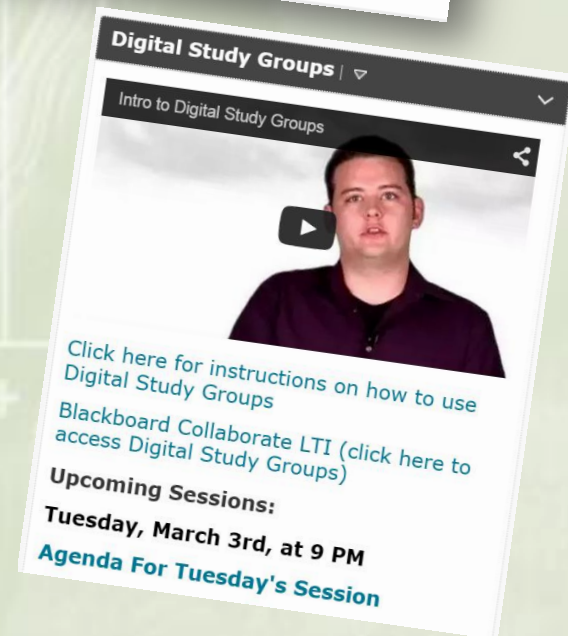 Digital Study Groups
Intro to Digital Study Groups
Click here for instructions on how to use
Digital Study Groups
Blackboard Collaborate LTI (click here to
access Digital Study Groups)
Upcoming Sessions:
Tuesday, March 3rd, at 9 PM
Agenda For Tuesday's Session